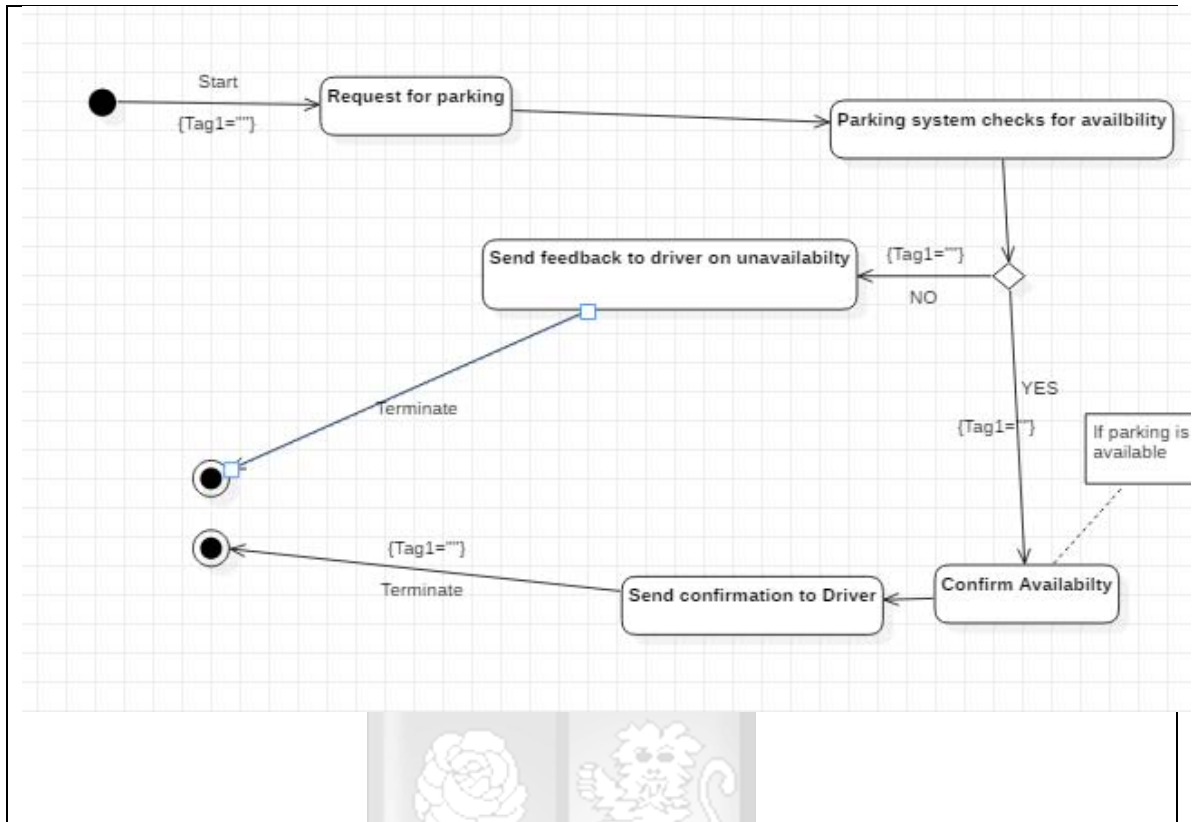 Start
{Tag1=""}
Request for parking
Parking system checks for availbility
Send feedback to driver on unavailabilty
{Tag1=""}
NO
YES
{Tag1=""}
If parking is
available
Terminate
{Tag1=""}
Terminate
Send confirmation to Driver
Confirm Availabilty